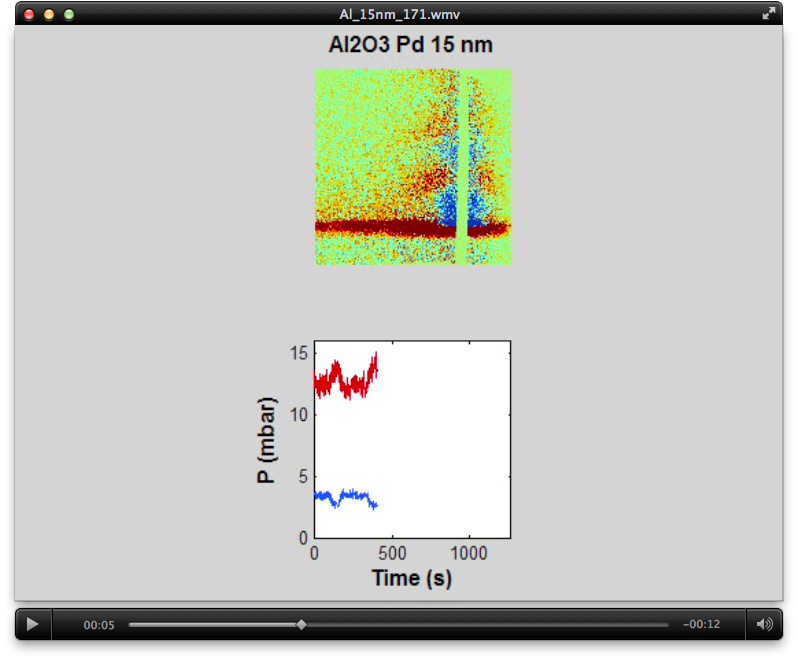 Al_15nm_171.wmv
Al2O3 Pd 15 nm
15
10
5
0
P (mbar)
0 500 1000
Time (s)
00:05 -00:12